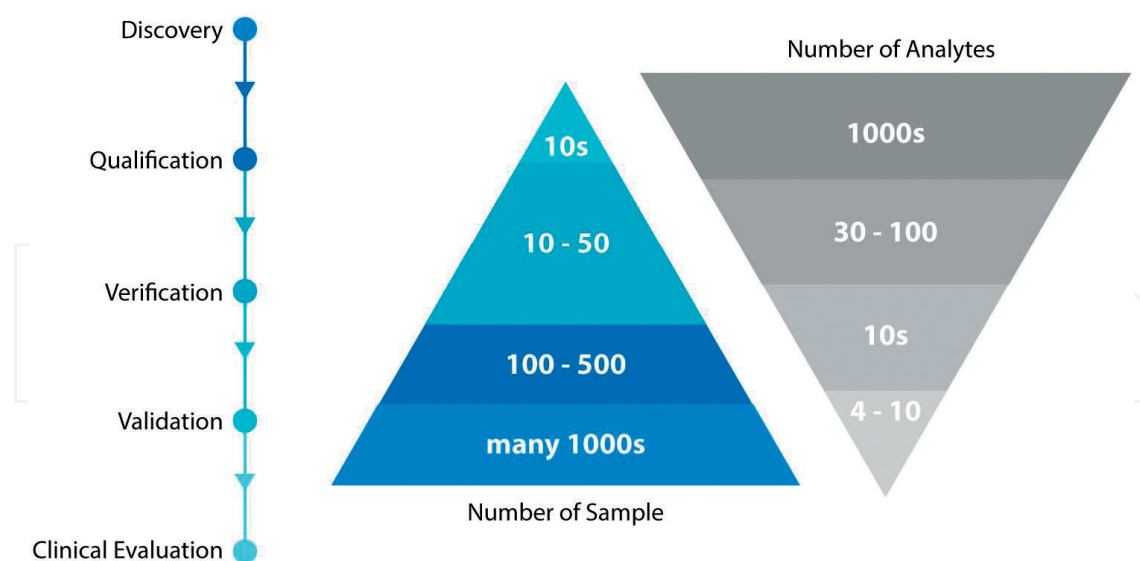 Discovery
Qualification
Verification
Validation
Clinical Evaluation
10s
10 - 50
100 - 500
many 1000s
Number of Sample
Number of Analytes
1000s
30 - 100
10s
4 - 10